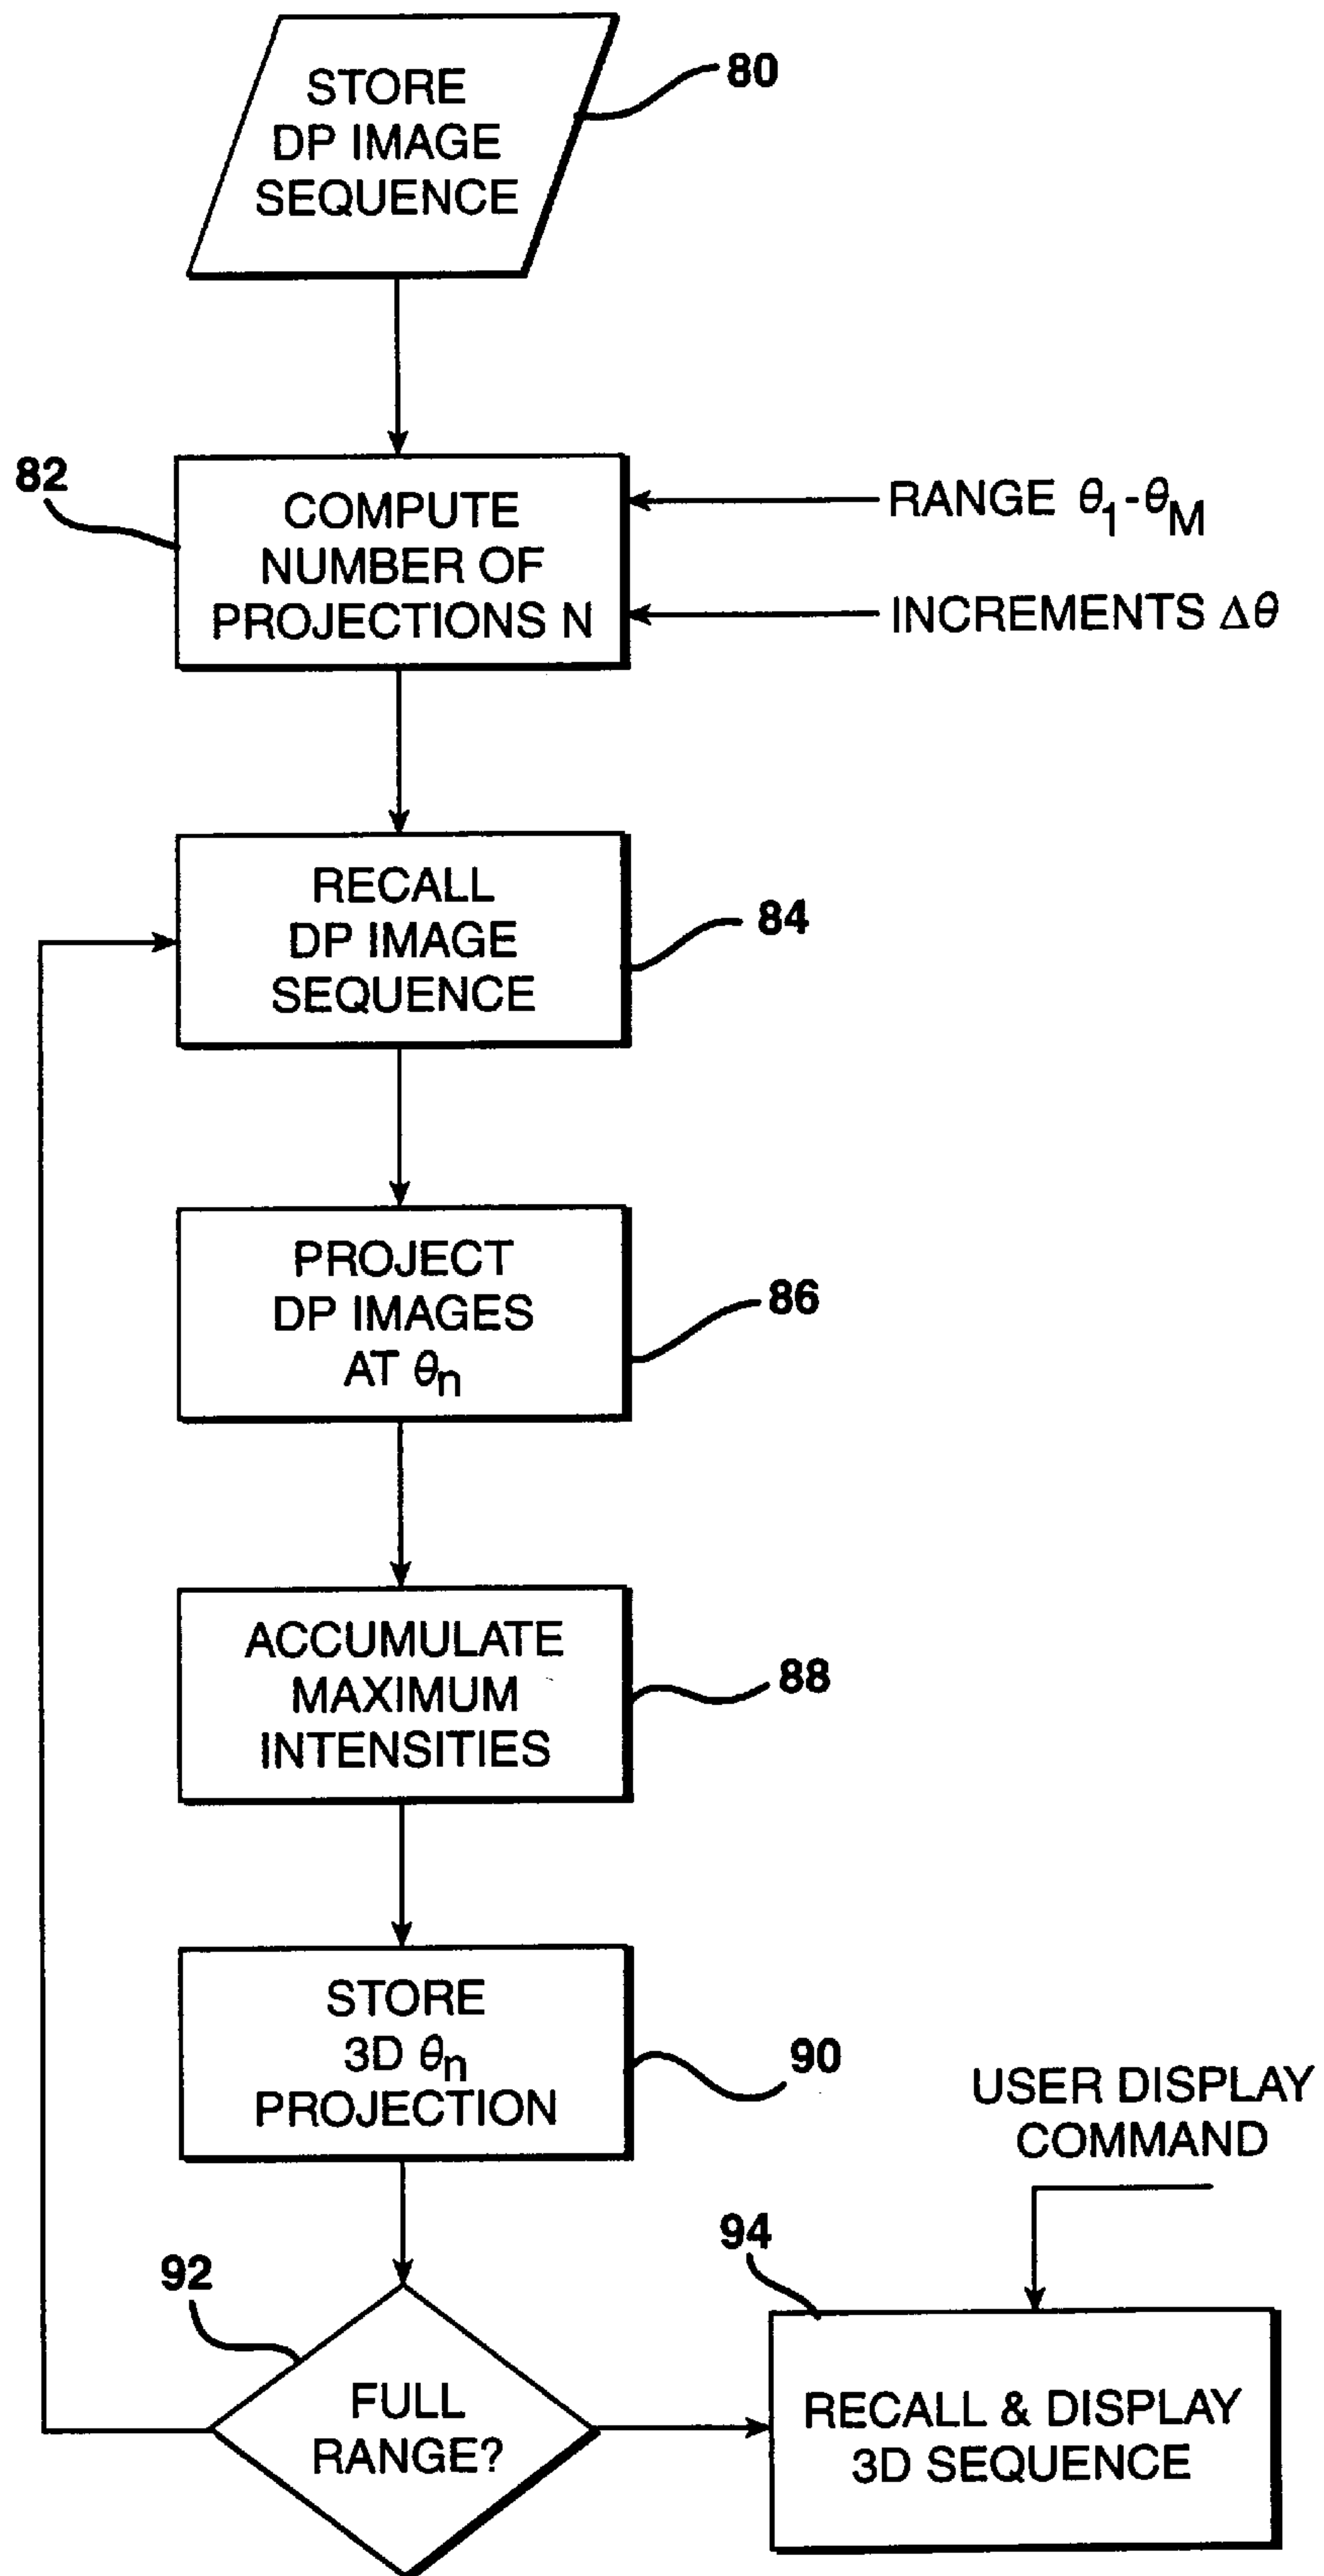 STORE
DP IMAGE
SEQUENCE
80
82
COMPUTE
NUMBER OF
PROJECTIONS N
RANGE θ1-θM
INCREMENTS Δθ
RECALL
DP IMAGE
SEQUENCE
84
PROJECT
DP IMAGES
AT θn
86
ACCUMULATE
MAXIMUM
INTENSITIES
88
STORE
3D θn
PROJECTION
90
USER DISPLAY
COMMAND
92
FULL
RANGE?
94
RECALL & DISPLAY
3D SEQUENCE